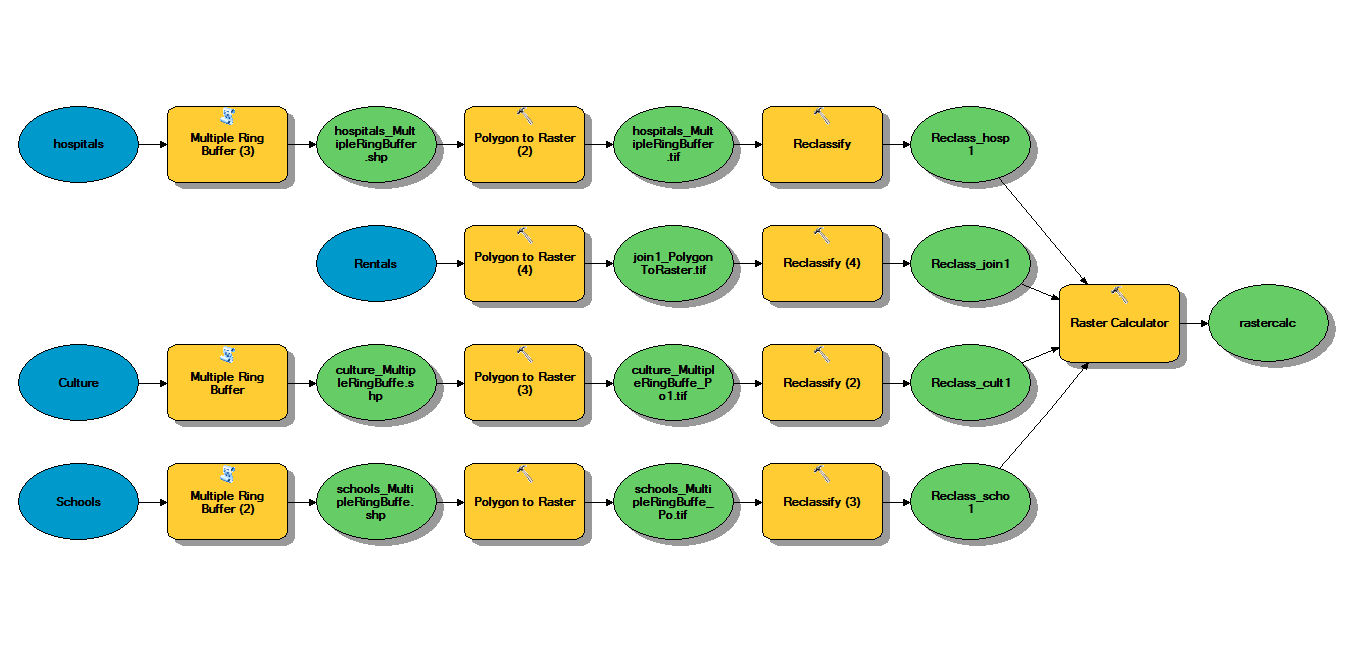 hospitals
Multiple Ring
Buffer (3)
hospitals_Mult
ipleRingBuffer
.shp
Polygon to Raster
(2)
hospitals_Mult
ipleRingBuffer
.tif
Reclassify
Reclass_hosp
1
Rentals
Polygon to Raster
(4)
join1_Polygon
ToRaster.tif
Reclassify (4)
Reclass_join1
Raster Calculator
rastercalc
Culture
Multiple Ring
Buffer
culture_Multip
leRingBuffe.s
hp
Polygon to Raster
(3)
culture_Multipl
eRingBuffe_P
o1.tif
Reclassify (2)
Reclass_cult1
Schools
Multiple Ring
Buffer (2)
schools_Multi
pleRingBuffe.
shp
Polygon to Raster
schools_Multi
pleRingBuffe_
Po.tif
Reclassify (3)
Reclass_scho
1